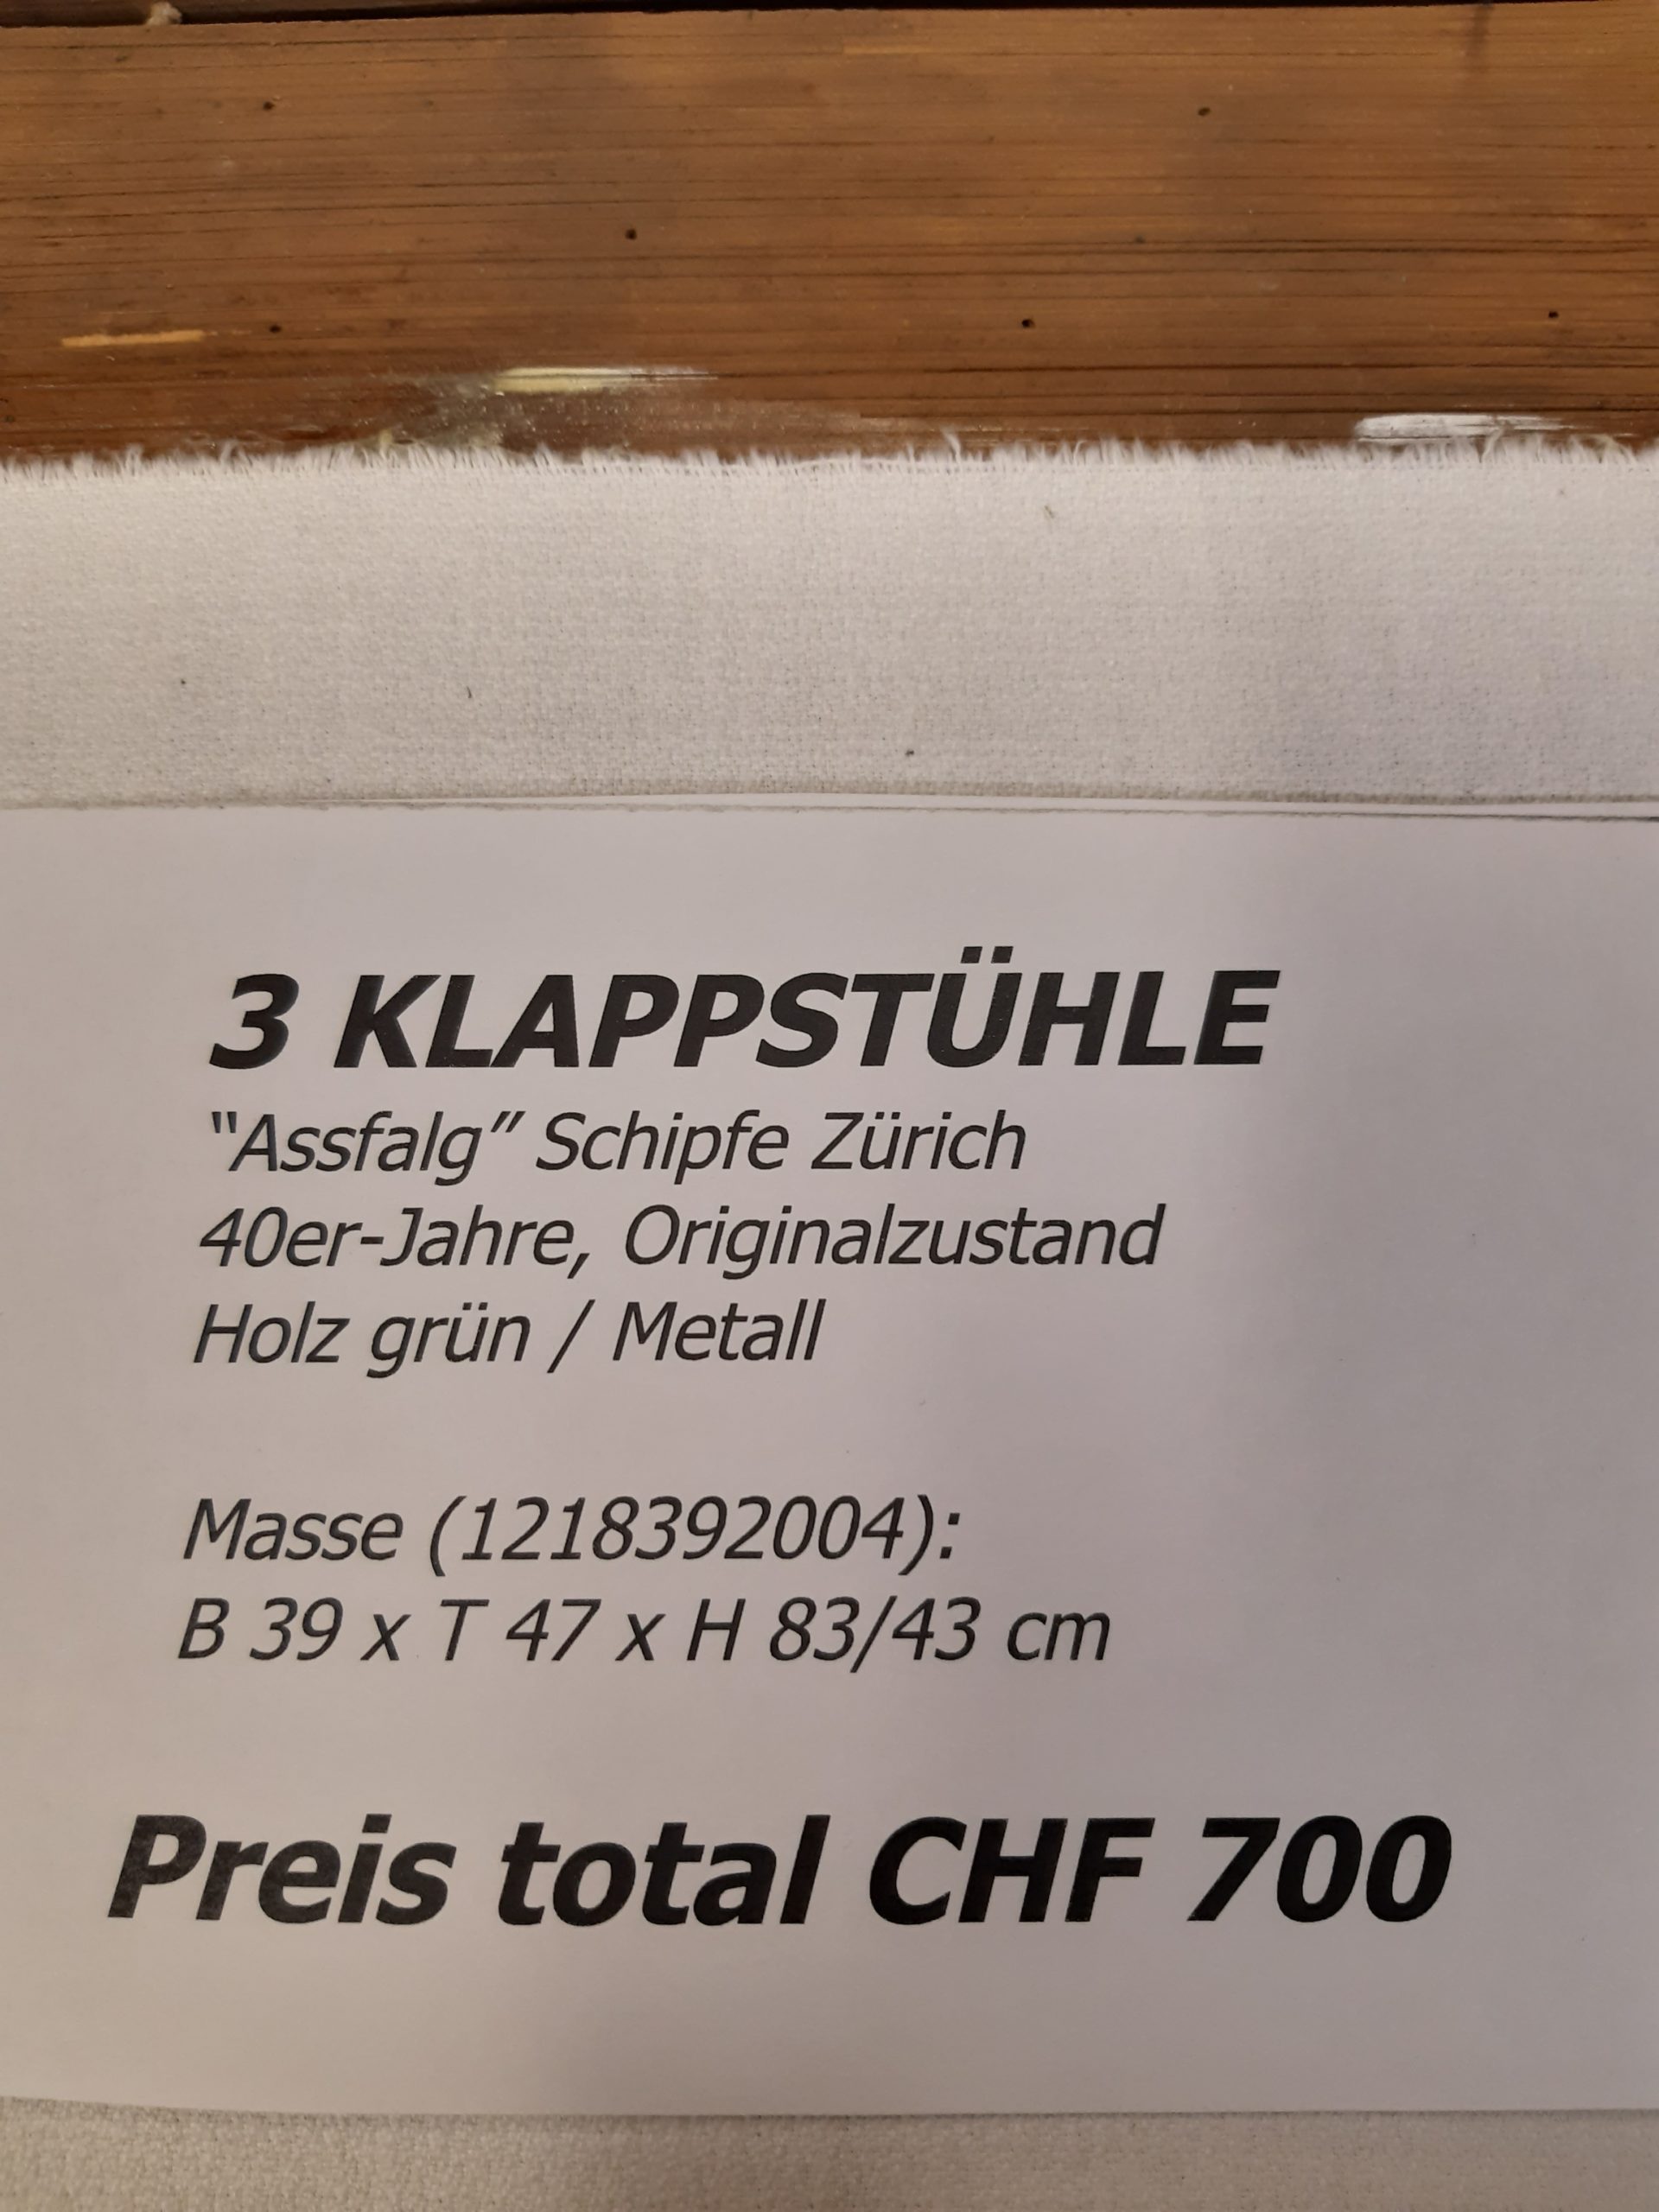 3 KLAPPSTÜHLE
“Assfalg” Schipfe Zürich
40er-Jahre, Originalzustand
Holz grün / Metall
Masse (1218392004):
B 39 x T 47 x H 83/43 cm
Preis total CHF 700